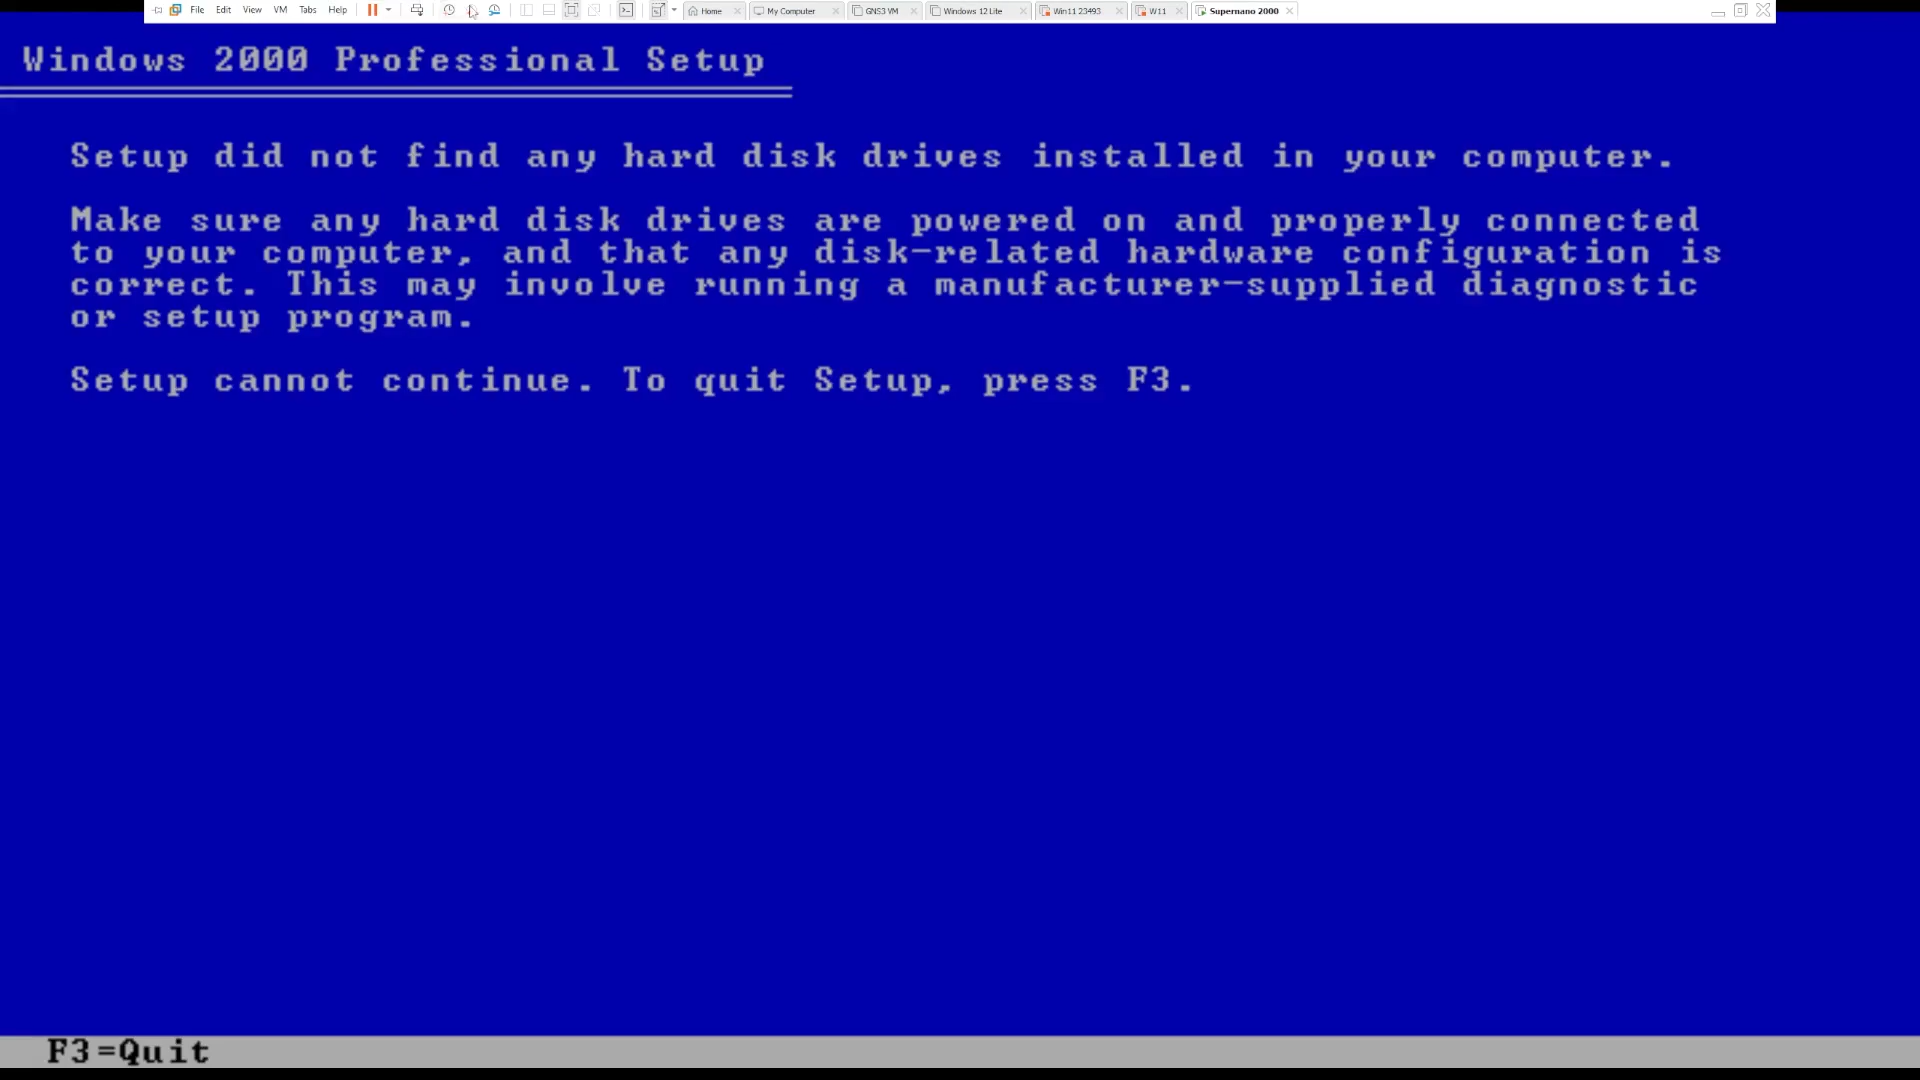 File Edit View VM Tabs Help Home My Computer GNS3 VM Windows 12 Lite Win11 23493 W11 Supernano 2000
Windows 2000 Professional Setup
Setup did not find any hard disk drives installed in your computer.
Make sure any hard disk drives are powered on and properly connected
to your computer, and that any disk-related hardware configuration is
correct. This may involve running a manufacturer-supplied diagnostic
or setup program.
Setup cannot continue. To quit Setup, press F3.
F3=Quit